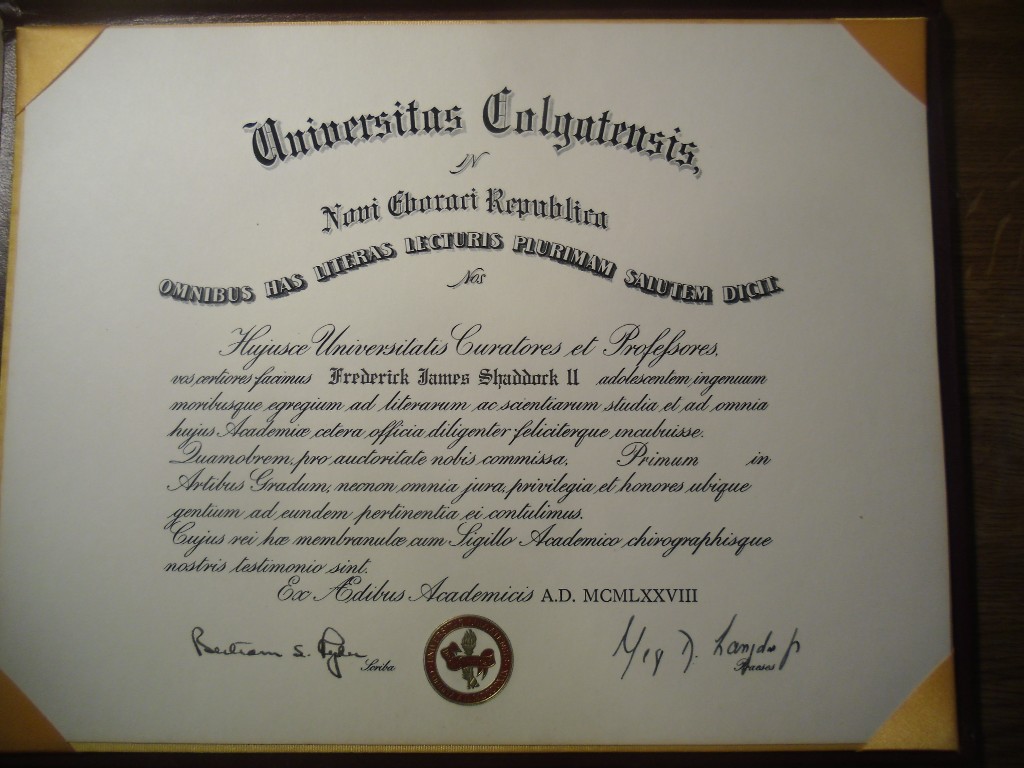 Universitas Colgatensis,
IN
Novi Eboraci Republica
OMNIBUS HAS LITERAS LECTURIS PLURIMAM SALUTEM DICIT.
Nos
Hujusce Universitatis Curatores et Professores,
vos certiores facimus Frederick James Shaddock II adolescentem ingenuum
moribusque egregium ad literarum ac scientiarum studia et ad omnia
hujus Academiæ cetera officia diligenter feliciterque incubuisse.
Quamobrem, pro auctoritate nobis commissa, Primum in
Artibus Gradum, necnon omnia jura, privilegia et honores ubique
gentium ad eundem pertinentia ei contulimus.
Cujus rei hæ membranulæ cum Sigillo Academico chirographisque
nostris testimonio sint.
Ex Ædibus Academicis A.D. MCMLXXVIII
Scriba
Praeses